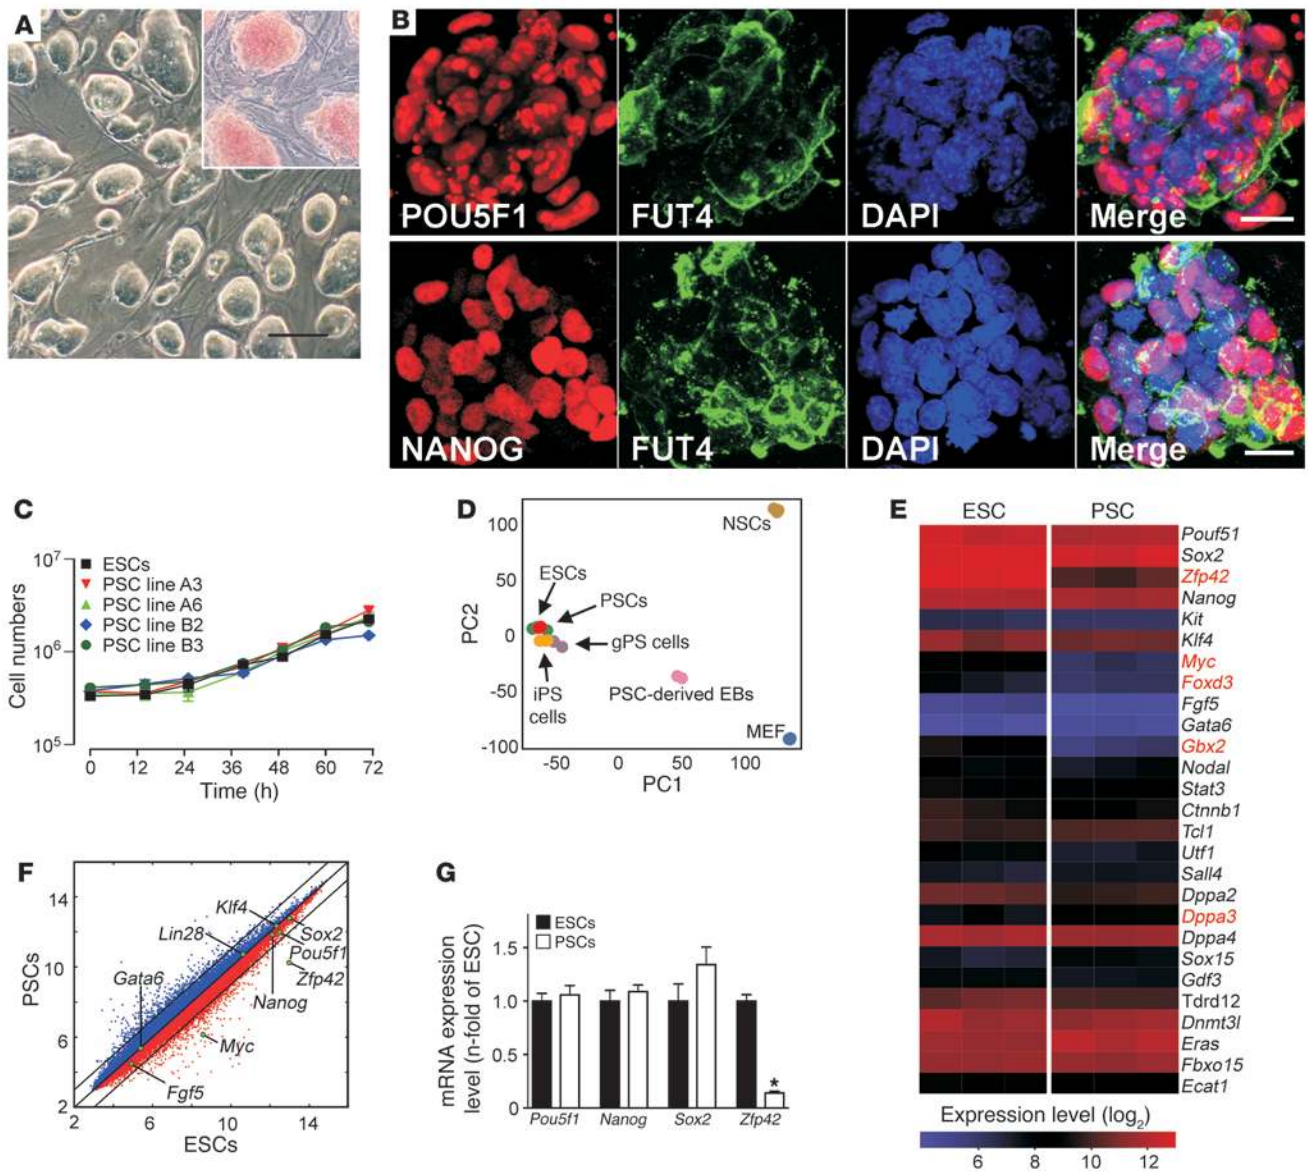 A
B
POU5F1
FUT4
DAPI
Merge
NANOG
FUT4
DAPI
Merge
C
10⁷
10⁶
10⁵
Cell numbers
ESCs
PSC line A3
PSC line A6
PSC line B2
PSC line B3
0 12 24 36 48 60 72
Time (h)
D
100
50
0
-50
-100
PC2
NSCs
ESCs
PSCs
gPS cells
iPS
cells
PSC-derived EBs
MEF
-50 0 50 100
PC1
E
ESC PSC
Pouf51
Sox2
Zfp42
Nanog
Kit
Klf4
Myc
Foxd3
Fgf5
Gata6
Gbx2
Nodal
Stat3
Ctnnb1
Tcl1
Utf1
Sall4
Dppa2
Dppa3
Dppa4
Sox15
Gdf3
Tdrd12
Dnmt3l
Eras
Fbxo15
Ecat1
Expression level (log₂)
6 8 10 12
F
14
10
6
2
PSCs
Klf4
Lin28
Gata6
Sox2
Pou5f1
Zfp42
Nanog
Myc
Fgf5
2 6 10 14
ESCs
G
mRNA expression
level (n-fold of ESC)
ESCs
PSCs
1.5
1.0
0.5
0
*
Pou5f1 Nanog Sox2 Zfp42